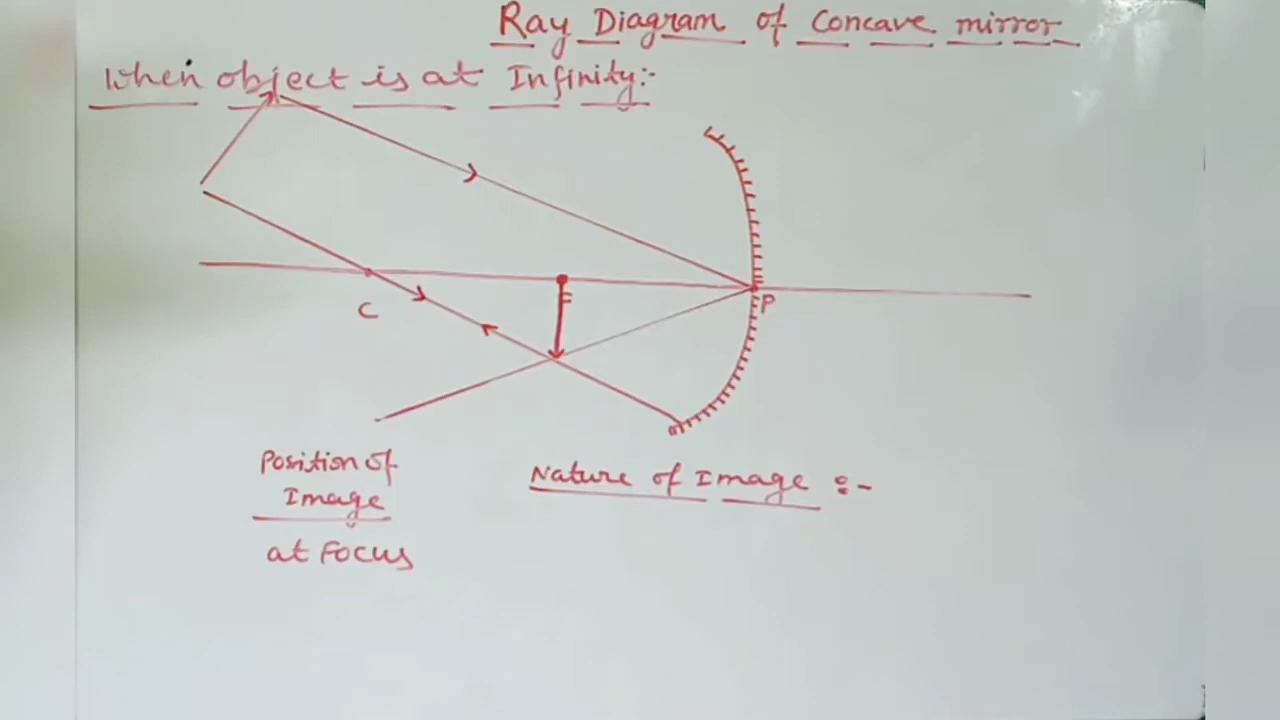 Ray Diagram of Concave mirror
When object is at Infinity:-
C
F
P
Position of
Image
at Focus
Nature of Image :-